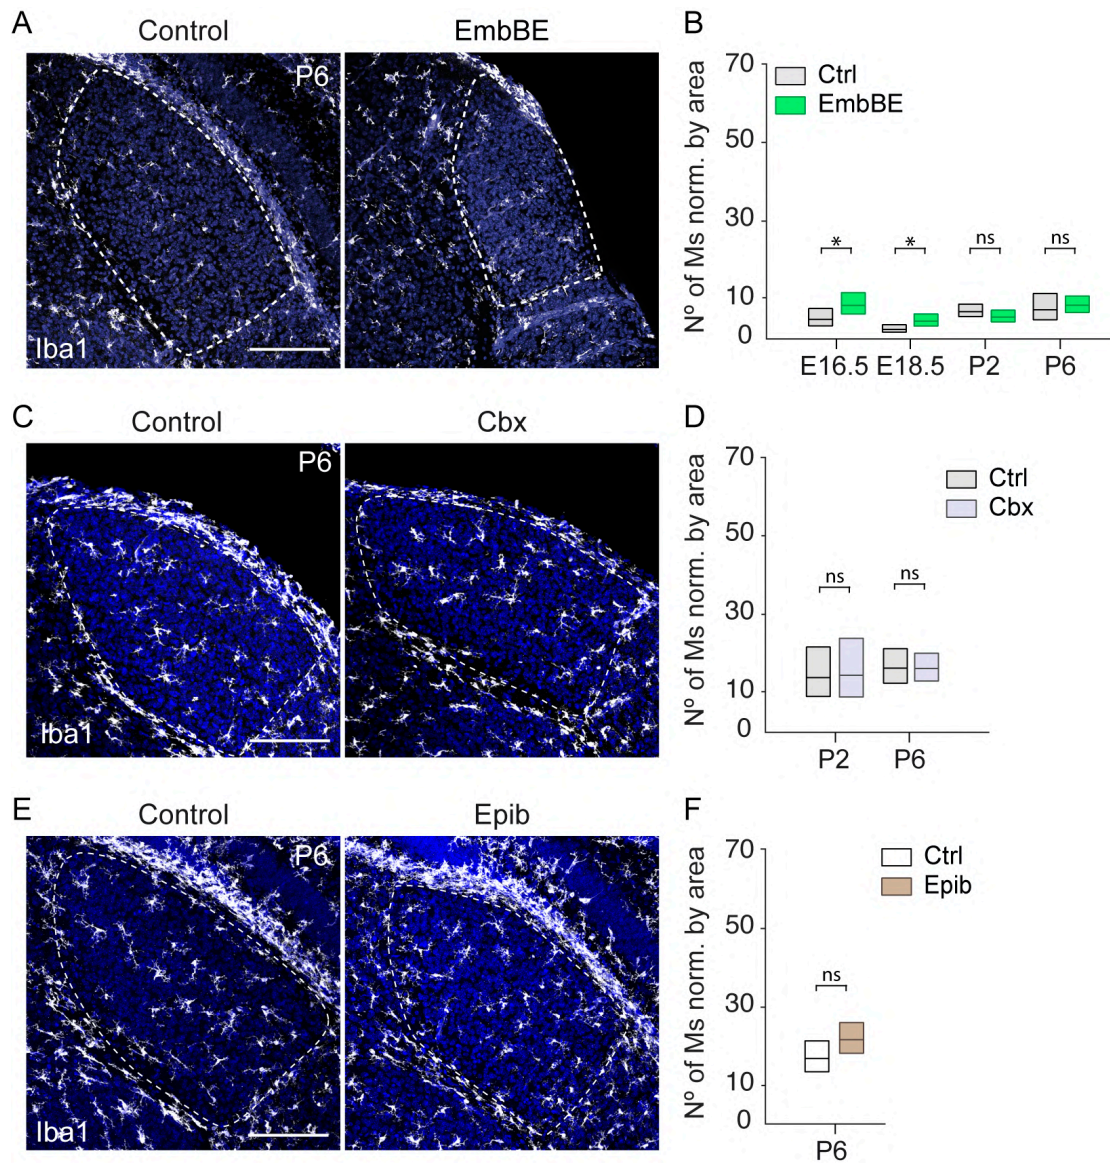 A
Control
EmbBE
P6
Iba1
B
Nº of Ms norm. by area
70
50
30
10
0
Ctrl
EmbBE
*
*
ns
ns
E16.5
E18.5
P2
P6
C
Control
Cbx
P6
Iba1
D
Nº of Ms norm. by area
70
50
30
10
0
Ctrl
Cbx
ns
ns
P2
P6
E
Control
Epib
P6
Iba1
F
Nº of Ms norm. by area
70
50
30
10
0
Ctrl
Epib
ns
P6